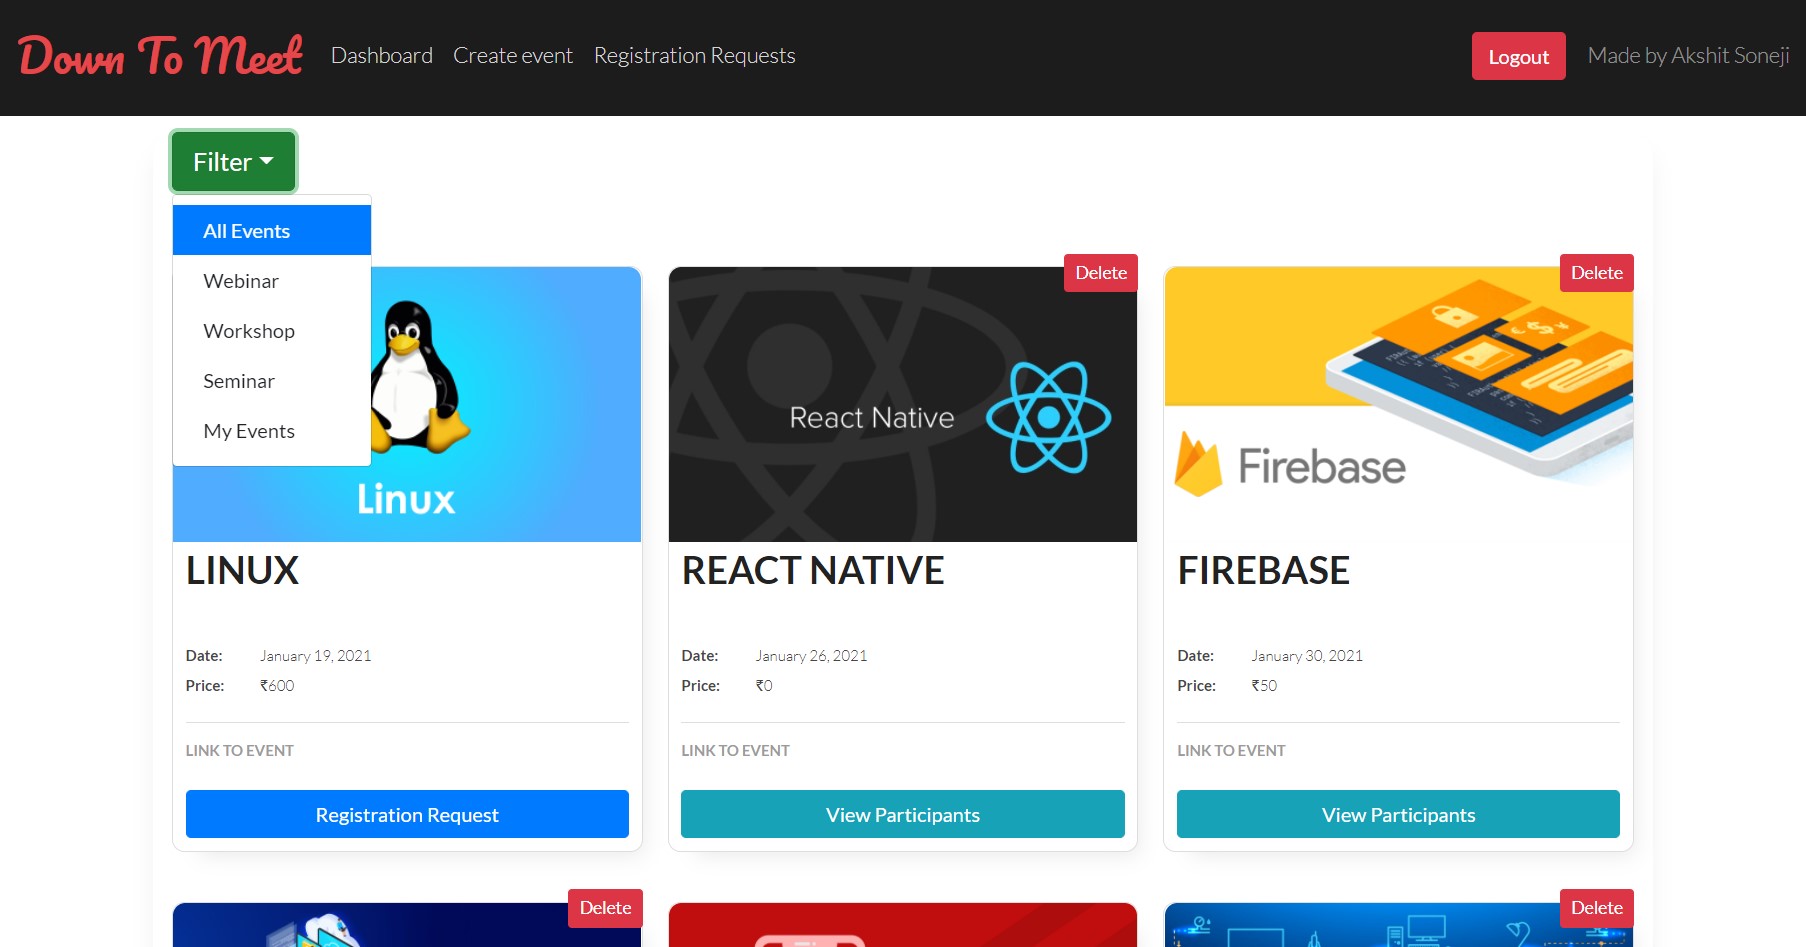 Down To Meet Dashboard Create event Registration Requests Logout Made by Akshit Soneji
Filter
All Events
Webinar
Workshop
Seminar
My Events
Delete
Delete
React Native
Firebase
Linux
LINUX
REACT NATIVE
FIREBASE
Date: January 19, 2021
Price: ₹600
LINK TO EVENT
Registration Request
Date: January 26, 2021
Price: ₹0
LINK TO EVENT
View Participants
Date: January 30, 2021
Price: ₹50
LINK TO EVENT
View Participants
Delete
Delete